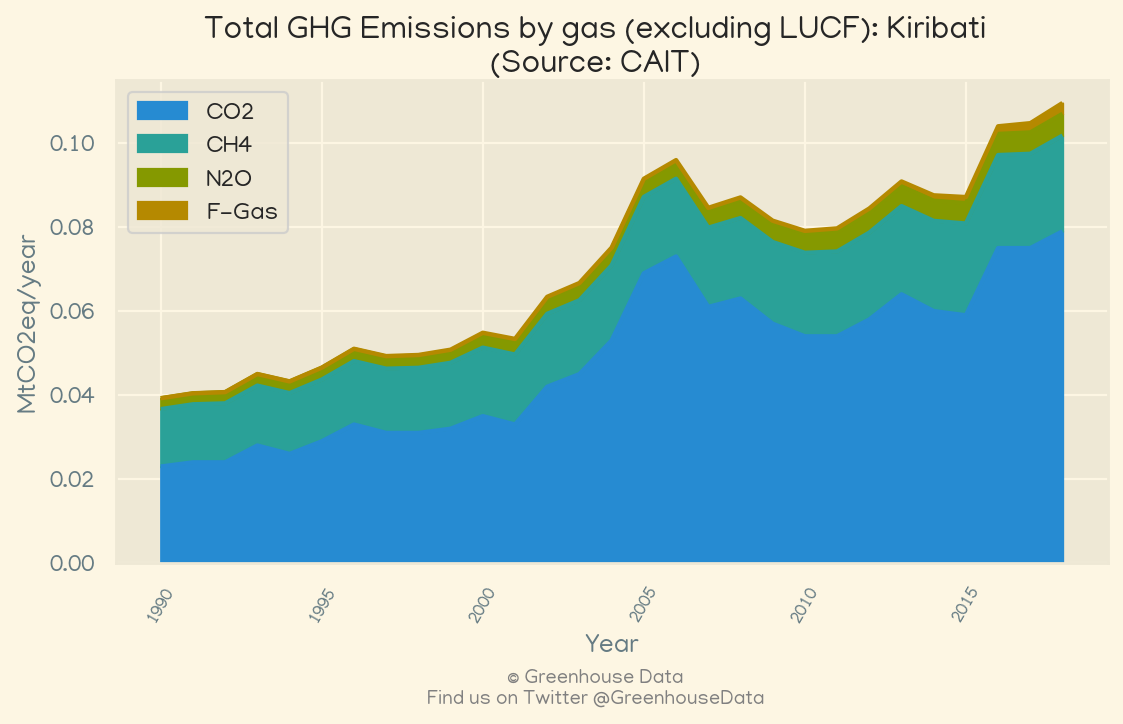 Total GHG Emissions by gas (excluding LUCF): Kiribati
(Source: CAIT)
CO2
CH4
N2O
F-Gas
MtCO2eq/year
0.10
0.08
0.06
0.04
0.02
0.00
1990
1995
2000
2005
2010
2015
Year
© Greenhouse Data
Find us on Twitter @GreenhouseData